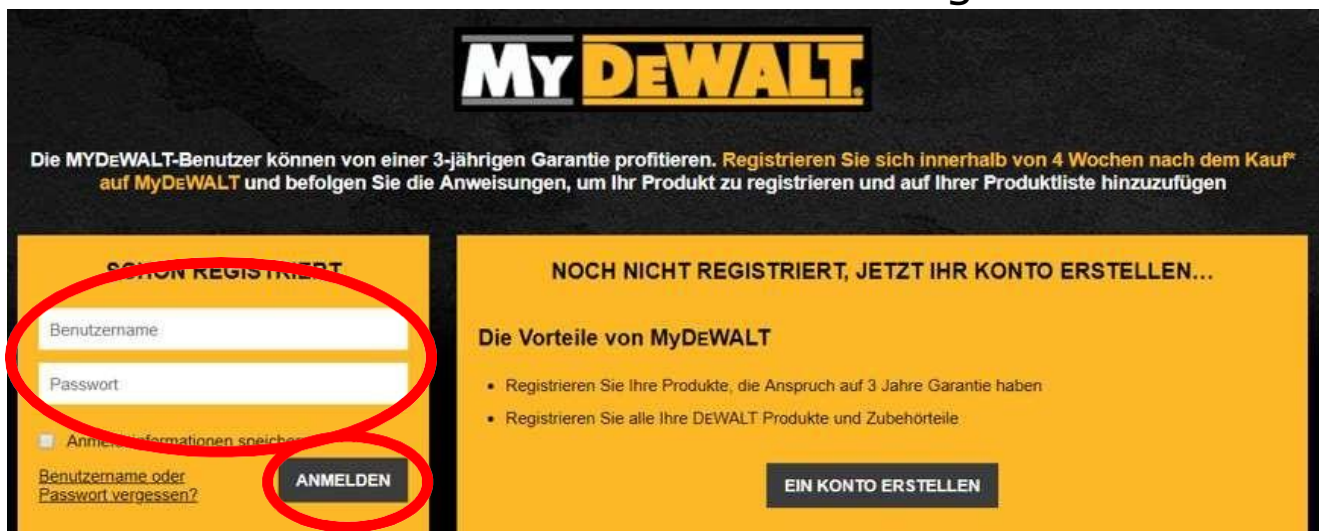 MY DEWALT®
Die MYDEWALT-Benutzer können von einer 3-jährigen Garantie profitieren. Registrieren Sie sich innerhalb von 4 Wochen nach dem Kauf*
auf MyDEWALT und befolgen Sie die Anweisungen, um Ihr Produkt zu registrieren und auf Ihrer Produktliste hinzuzufügen
SCHON REGISTRIERT
Benutzername
Passwort
Anmeldeinformationen speichern
Benutzername oder
Passwort vergessen?
ANMELDEN
NOCH NICHT REGISTRIERT, JETZT IHR KONTO ERSTELLEN...
Die Vorteile von MyDEWALT
• Registrieren Sie Ihre Produkte, die Anspruch auf 3 Jahre Garantie haben
• Registrieren Sie alle Ihre DEWALT Produkte und Zubehörteile
EIN KONTO ERSTELLEN